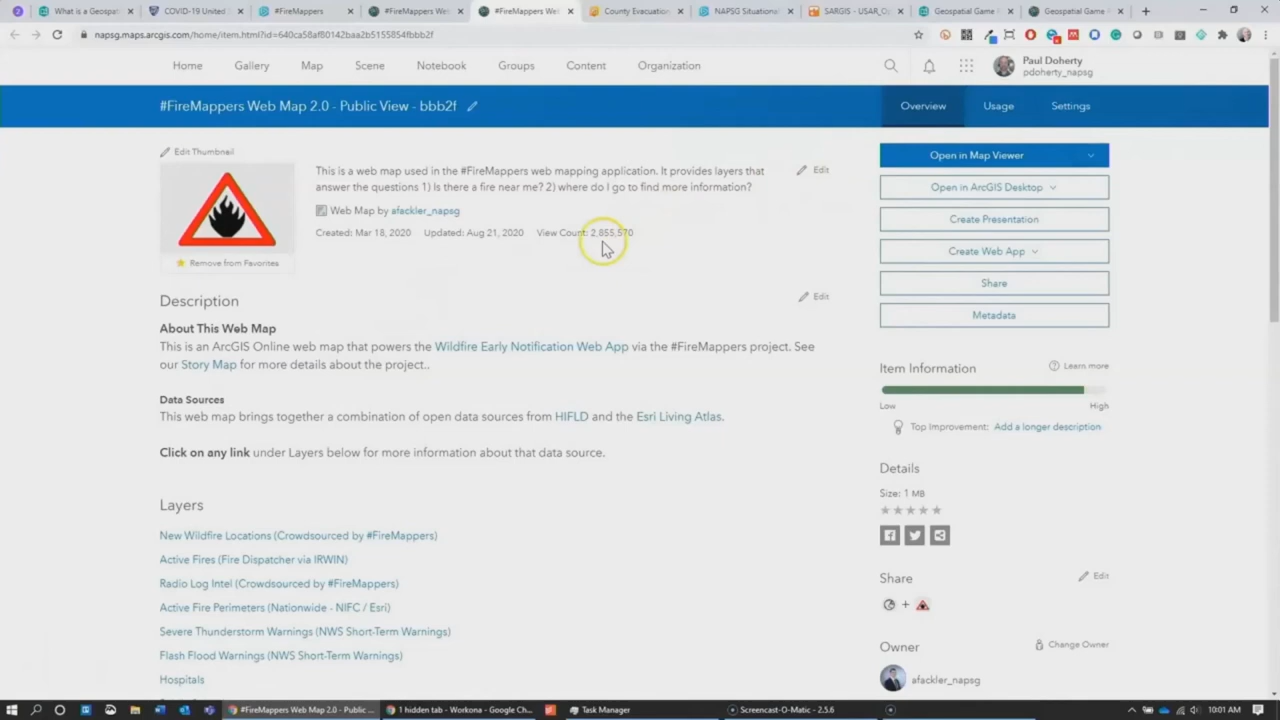 What is a Geospat
COVID-19 United
#FireMappers
#FireMappers We
#FireMappers We
County Evacuation
NAPSG Situational
SARGIS - USAR_O
Geospatial Game
Geospatial Game
napsg.maps.arcgis.com/home/item.html?id=640ca58af80142baa2b5155854fbbb2f
Home Gallery Map Scene Notebook Groups Content Organization
Paul Doherty
pdoherty_napsg
#FireMappers Web Map 2.0 - Public View - bbb2f
Overview Usage Settings
Edit Thumbnail
This is a web map used in the #FireMappers web mapping application. It provides layers that
answer the questions 1) Is there a fire near me? 2) where do I go to find more information?
Edit
Web Map by afackler_napsg
Created: Mar 18, 2020 Updated: Aug 21, 2020 View Count: 2,855,570
Remove from Favorites
Open in Map Viewer
Open in ArcGIS Desktop
Create Presentation
Create Web App
Share
Metadata
Description
Edit
About This Web Map
This is an ArcGIS Online web map that powers the Wildfire Early Notification Web App via the #FireMappers project. See
our Story Map for more details about the project..
Data Sources
This web map brings together a combination of open data sources from HIFLD and the Esri Living Atlas.
Click on any link under Layers below for more information about that data source.
Layers
New Wildfire Locations (Crowdsourced by #FireMappers)
Active Fires (Fire Dispatcher via IRWIN)
Radio Log Intel (Crowdsourced by #FireMappers)
Active Fire Perimeters (Nationwide - NIFC / Esri)
Severe Thunderstorm Warnings (NWS Short-Term Warnings)
Flash Flood Warnings (NWS Short-Term Warnings)
Hospitals
Item Information
Learn more
Low High
Top Improvement: Add a longer description
Details
Size: 1 MB
Share
Edit
Owner
Change Owner
afackler_napsg
#FireMappers Web Map 2.0 - Public ...
1 hidden tab - Workona - Google Ch...
Task Manager
Screencast-O-Matic - 2.5.6
10:01 AM